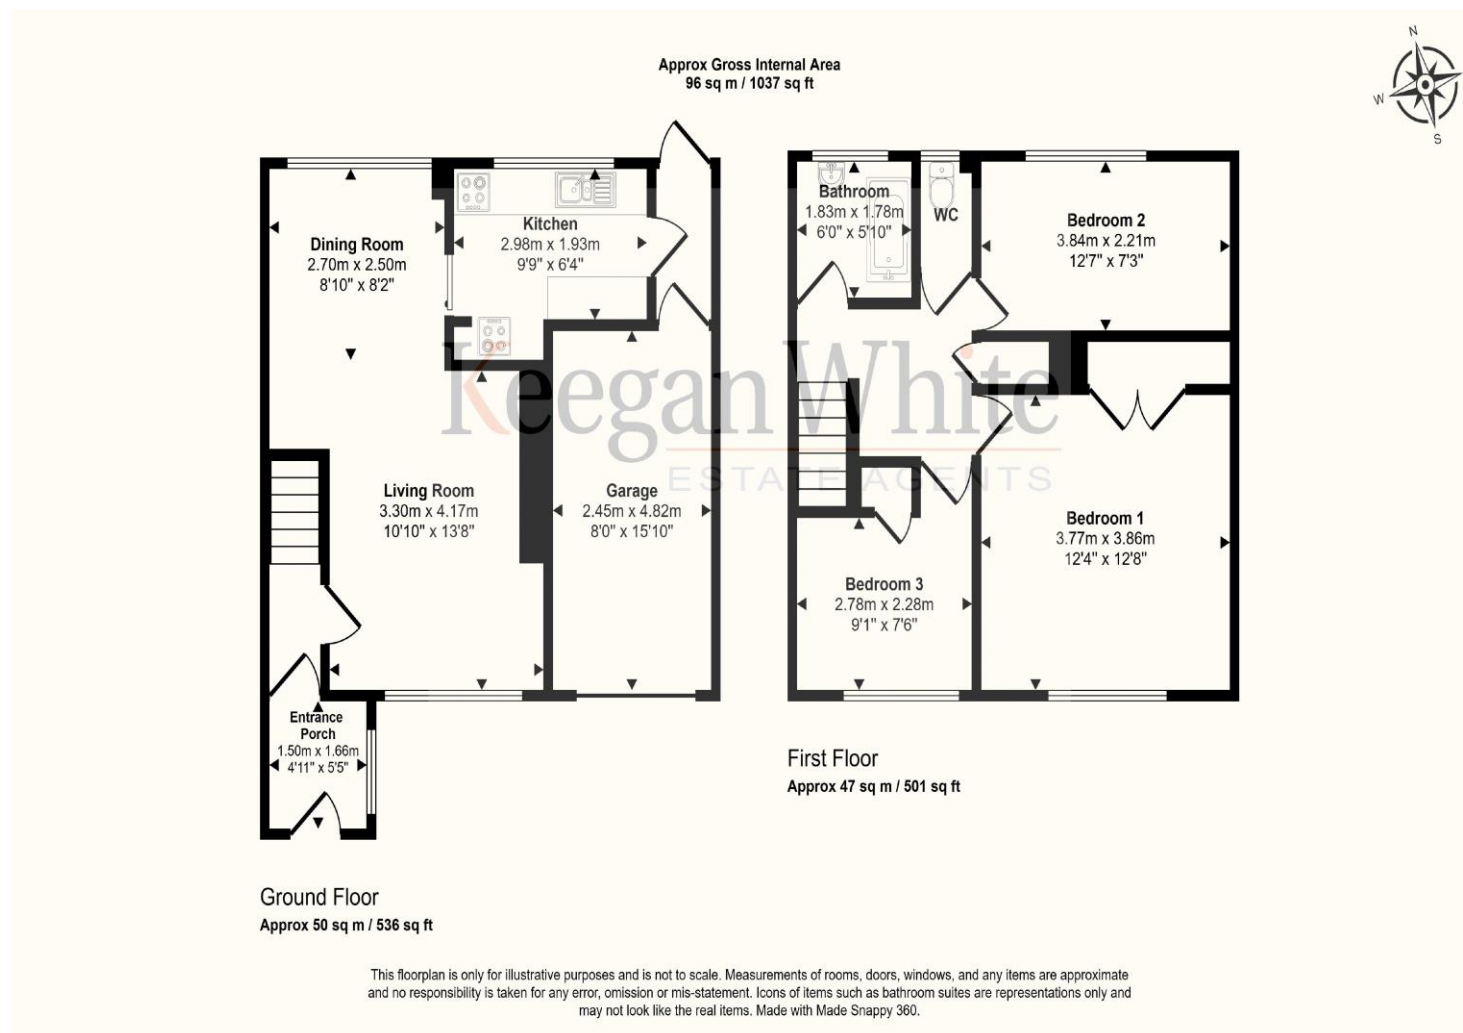 Approx Gross Internal Area
96 sq m / 1037 sq ft
N
W
S
Dining Room
2.70m x 2.50m
8'10" x 8'2"
Kitchen
2.98m x 1.93m
9'9" x 6'4"
Living Room
3.30m x 4.17m
10'10" x 13'8"
Garage
2.45m x 4.82m
8'0" x 15'10"
Entrance
Porch
1.50m x 1.66m
4'11" x 5'5"
Ground Floor
Approx 50 sq m / 536 sq ft
Bathroom
1.83m x 1.78m
6'0" x 5'10"
WC
Bedroom 2
3.84m x 2.21m
12'7" x 7'3"
Bedroom 1
3.77m x 3.86m
12'4" x 12'8"
Bedroom 3
2.78m x 2.28m
9'1" x 7'6"
First Floor
Approx 47 sq m / 501 sq ft
KeeganWhite
ESTATE AGENTS
This floorplan is only for illustrative purposes and is not to scale. Measurements of rooms, doors, windows, and any items are approximate
and no responsibility is taken for any error, omission or mis-statement. Icons of items such as bathroom suites are representations only and
may not look like the real items. Made with Made Snappy 360.